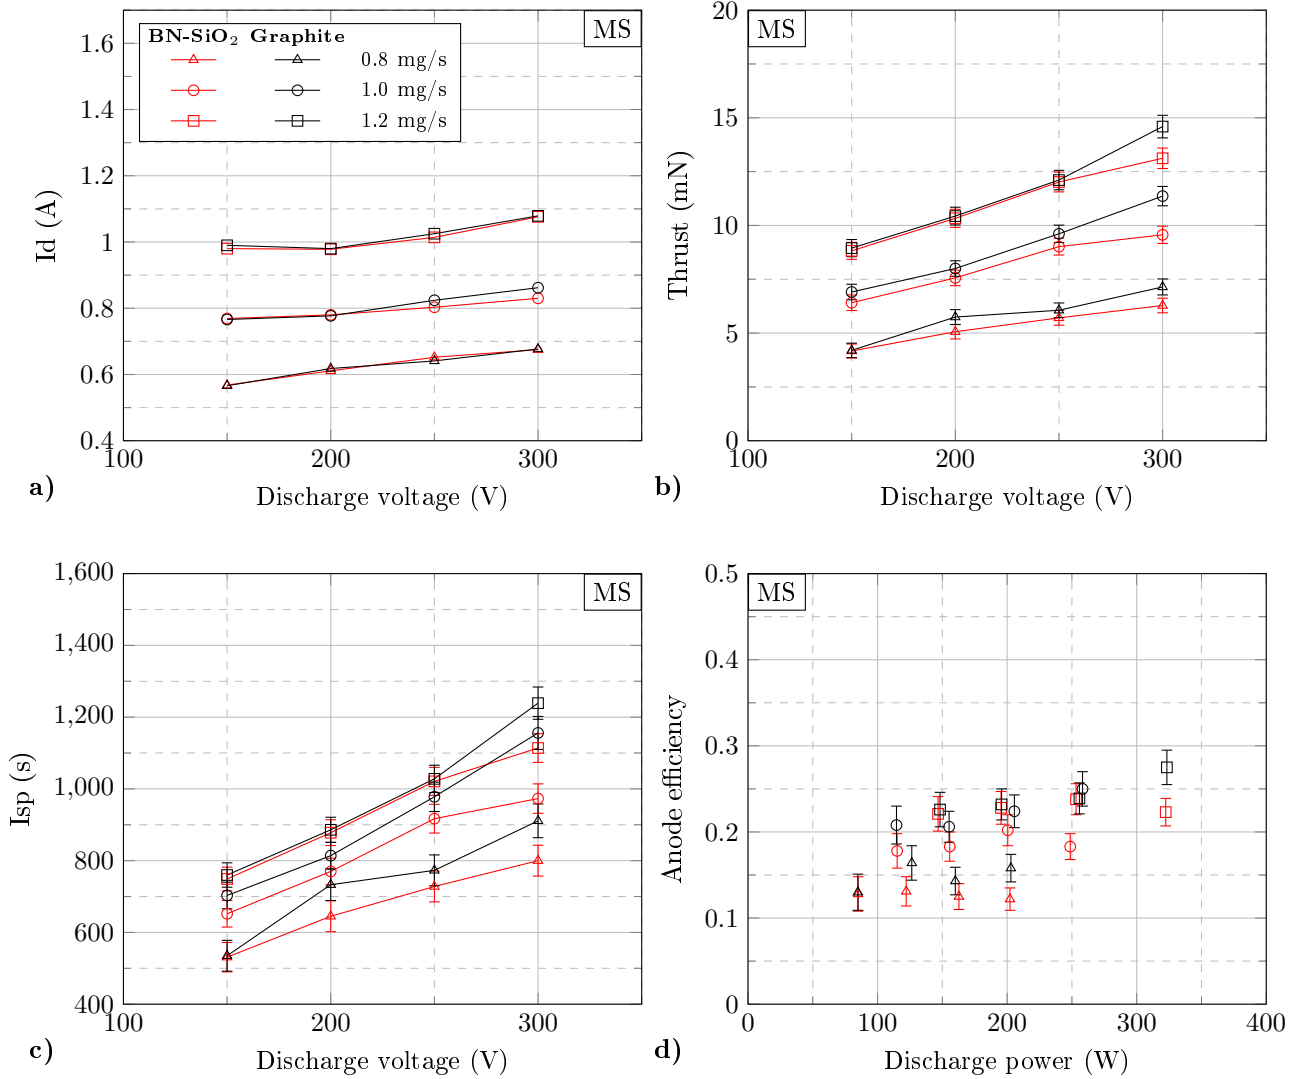 1.6
1.4
1.2
1
0.8
0.6
0.4
100
200
300
Id (A)
Discharge voltage (V)
a)
MS
BN-SiO₂ Graphite
0.8 mg/s
1.0 mg/s
1.2 mg/s
20
15
10
5
0
100
200
300
Thrust (mN)
Discharge voltage (V)
b)
MS
1,600
1,400
1,200
1,000
800
600
400
100
200
300
Isp (s)
Discharge voltage (V)
c)
MS
0.5
0.4
0.3
0.2
0.1
0
0
100
200
300
400
Anode efficiency
Discharge power (W)
d)
MS